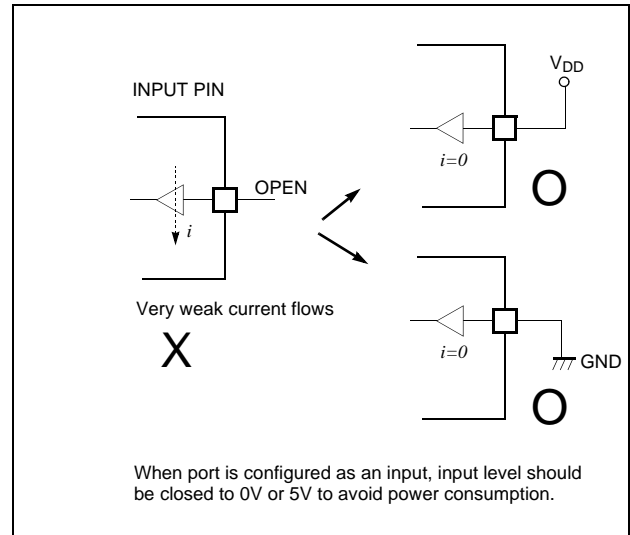 INPUT PIN
OPEN
i
Very weak current flows
X
VDD
i=0
O
i=0
GND
O
When port is configured as an input, input level should
be closed to 0V or 5V to avoid power consumption.